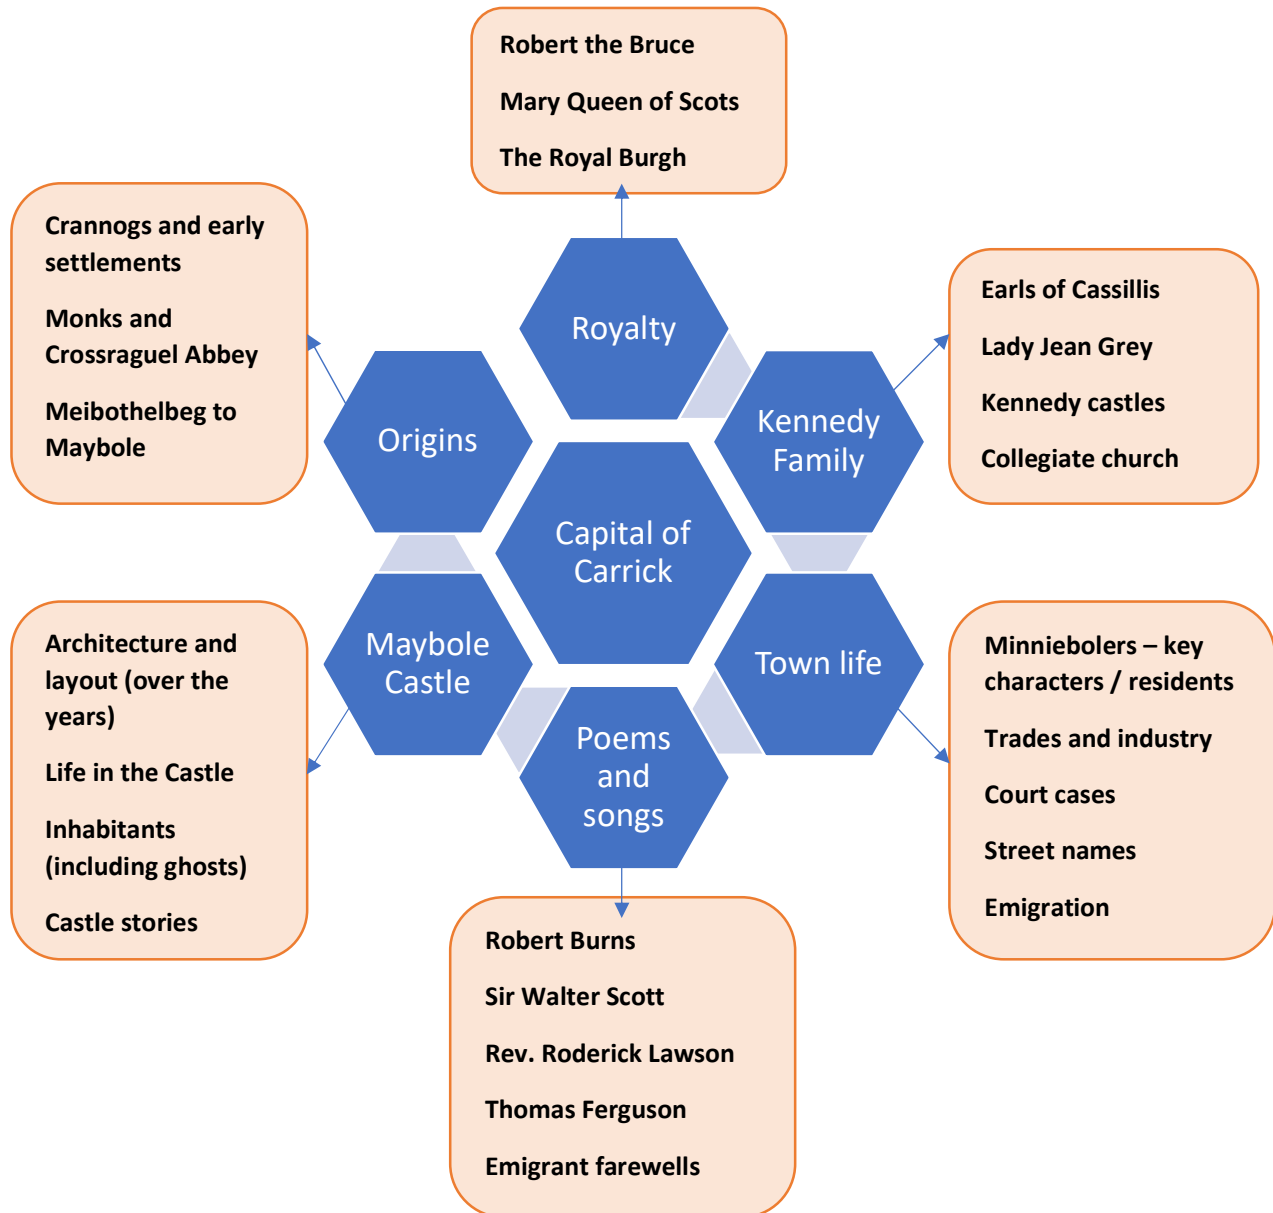 Robert the Bruce
Mary Queen of Scots
The Royal Burgh
Crannogs and early
settlements
Monks and
Crossraguel Abbey
Meibothelbeg to
Maybole
Earls of Cassillis
Lady Jean Grey
Kennedy castles
Collegiate church
Royalty
Origins
Kennedy
Family
Capital of
Carrick
Maybole
Castle
Town life
Poems
and
songs
Architecture and
layout (over the
years)
Life in the Castle
Inhabitants
(including ghosts)
Castle stories
Minniebolers – key
characters / residents
Trades and industry
Court cases
Street names
Emigration
Robert Burns
Sir Walter Scott
Rev. Roderick Lawson
Thomas Ferguson
Emigrant farewells